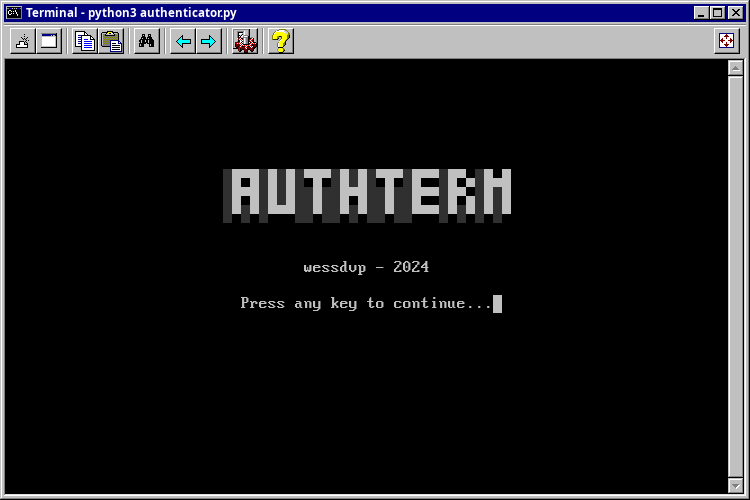 Terminal - python3 authenticator.py
AUTHTERM
wessdvp - 2024
Press any key to continue...